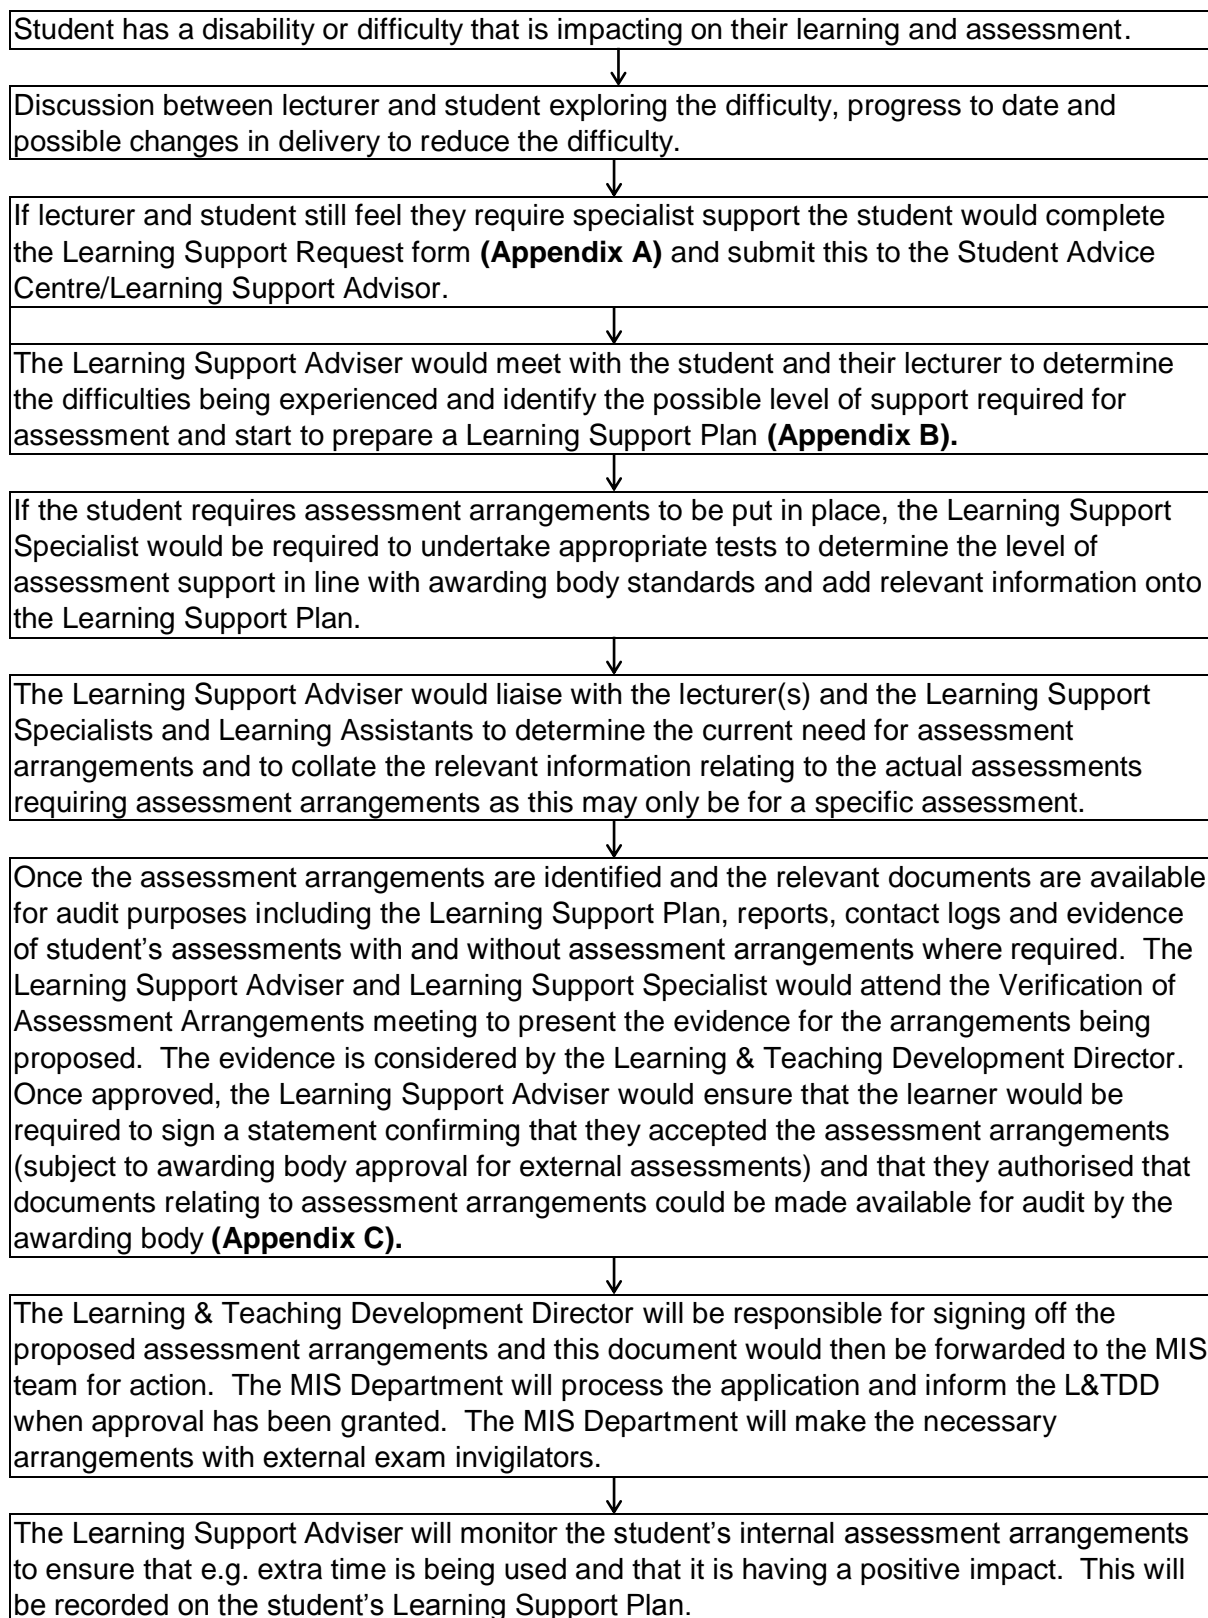 Student has a disability or difficulty that is impacting on their learning and assessment.
Discussion between lecturer and student exploring the difficulty, progress to date and
possible changes in delivery to reduce the difficulty.
If lecturer and student still feel they require specialist support the student would complete
the Learning Support Request form (Appendix A) and submit this to the Student Advice
Centre/Learning Support Advisor.
The Learning Support Adviser would meet with the student and their lecturer to determine
the difficulties being experienced and identify the possible level of support required for
assessment and start to prepare a Learning Support Plan (Appendix B).
If the student requires assessment arrangements to be put in place, the Learning Support
Specialist would be required to undertake appropriate tests to determine the level of
assessment support in line with awarding body standards and add relevant information onto
the Learning Support Plan.
The Learning Support Adviser would liaise with the lecturer(s) and the Learning Support
Specialists and Learning Assistants to determine the current need for assessment
arrangements and to collate the relevant information relating to the actual assessments
requiring assessment arrangements as this may only be for a specific assessment.
Once the assessment arrangements are identified and the relevant documents are available
for audit purposes including the Learning Support Plan, reports, contact logs and evidence
of student's assessments with and without assessment arrangements where required.  The
Learning Support Adviser and Learning Support Specialist would attend the Verification of
Assessment Arrangements meeting to present the evidence for the arrangements being
proposed.  The evidence is considered by the Learning & Teaching Development Director.
Once approved, the Learning Support Adviser would ensure that the learner would be
required to sign a statement confirming that they accepted the assessment arrangements
(subject to awarding body approval for external assessments) and that they authorised that
documents relating to assessment arrangements could be made available for audit by the
awarding body (Appendix C).
The Learning & Teaching Development Director will be responsible for signing off the
proposed assessment arrangements and this document would then be forwarded to the MIS
team for action.  The MIS Department will process the application and inform the L&TDD
when approval has been granted.  The MIS Department will make the necessary
arrangements with external exam invigilators.
The Learning Support Adviser will monitor the student's internal assessment arrangements
to ensure that e.g. extra time is being used and that it is having a positive impact.  This will
be recorded on the student's Learning Support Plan.